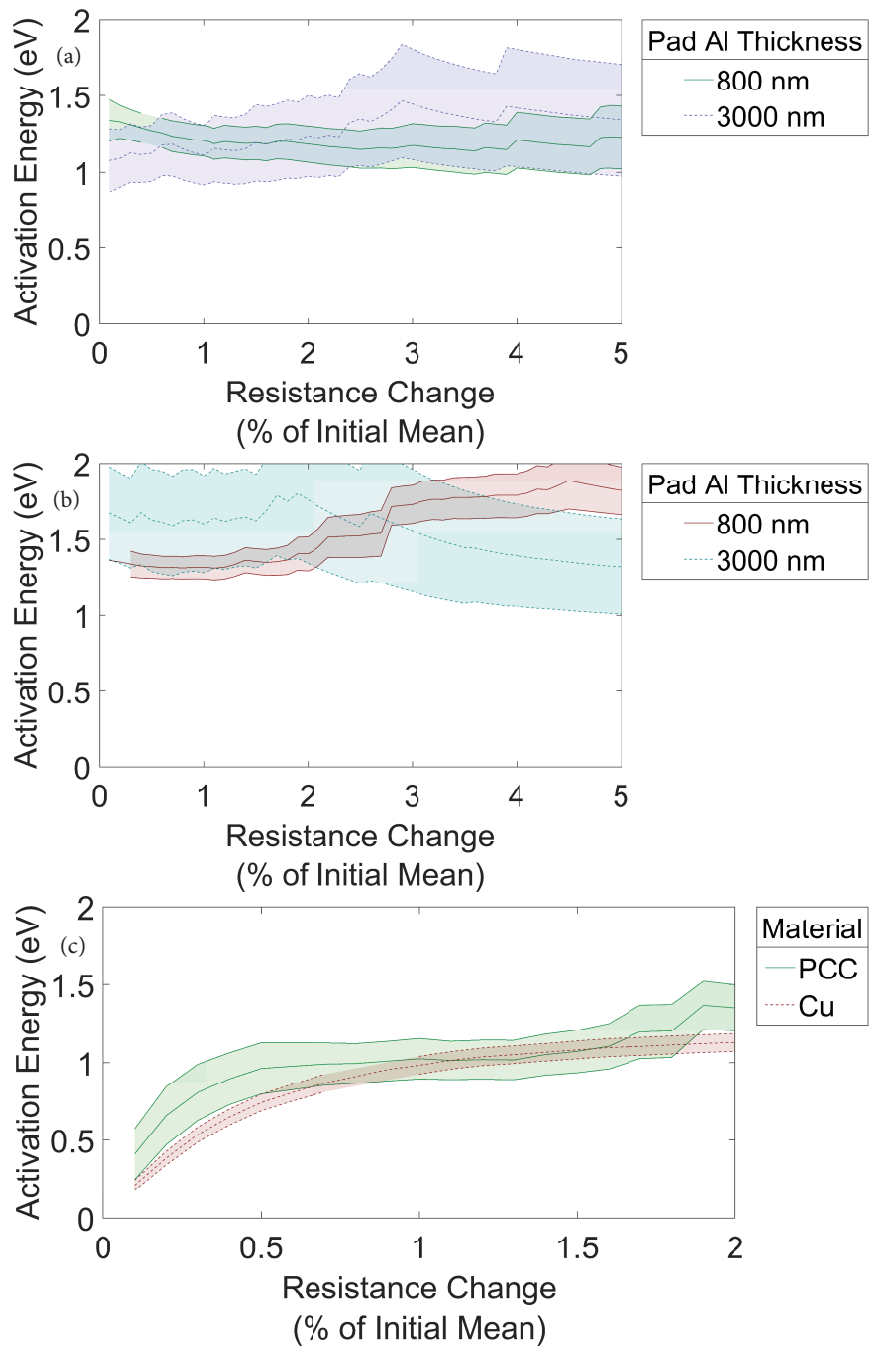 (a)
Activation Energy (eV)
2
1.5
1
0.5
0
0 1 2 3 4 5
Resistance Change
(% of Initial Mean)
Pad Al Thickness
800 nm
3000 nm
(b)
Activation Energy (eV)
2
1.5
1
0.5
0
0 1 2 3 4 5
Resistance Change
(% of Initial Mean)
Pad Al Thickness
800 nm
3000 nm
(c)
Activation Energy (eV)
2
1.5
1
0.5
0
0 0.5 1 1.5 2
Resistance Change
(% of Initial Mean)
Material
PCC
Cu